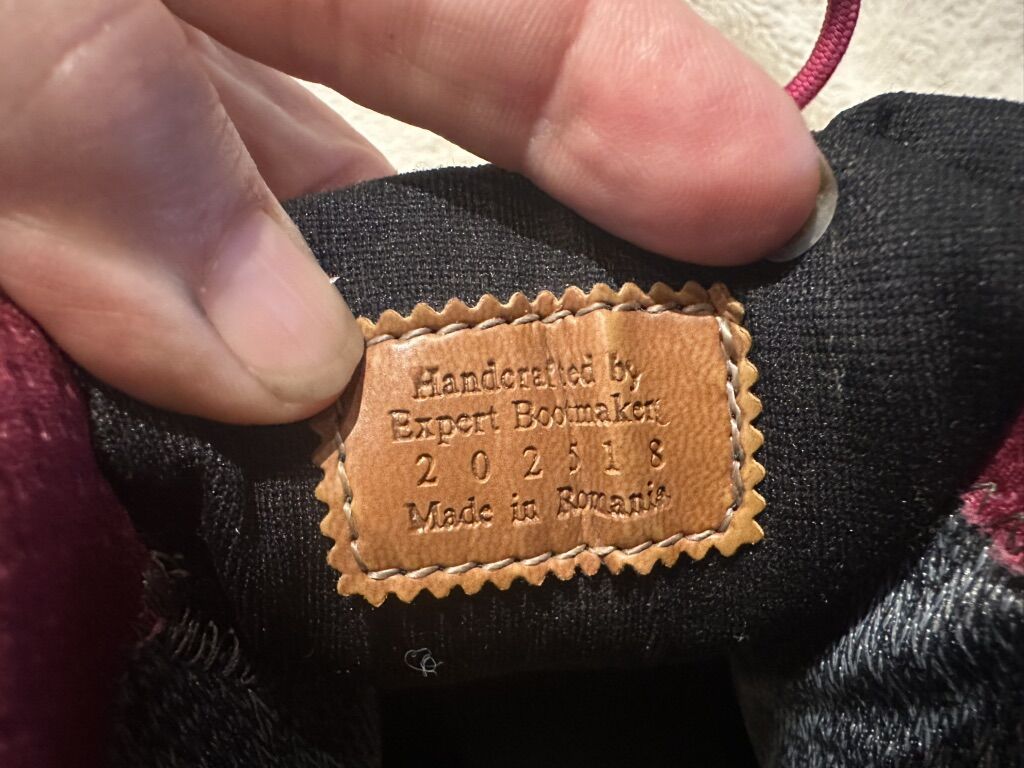 Handcrafted by
Expert Bootmakers
2 0 2 5 1 8
Made in Romania